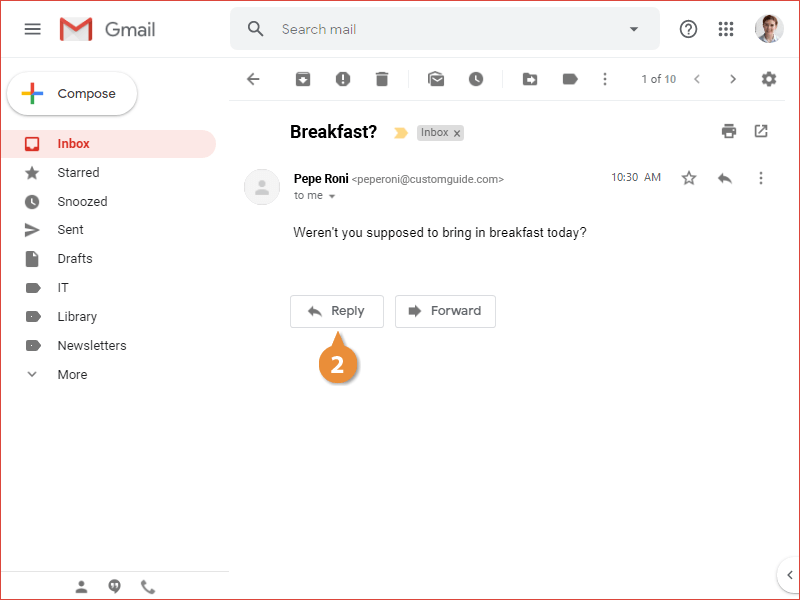 Gmail
Search mail
Compose
1 of 10
Inbox
Starred
Snoozed
Sent
Drafts
IT
Library
Newsletters
More
Breakfast? Inbox x
Pepe Roni <peperoni@customguide.com> 10:30 AM
to me
Weren't you supposed to bring in breakfast today?
Reply Forward
2